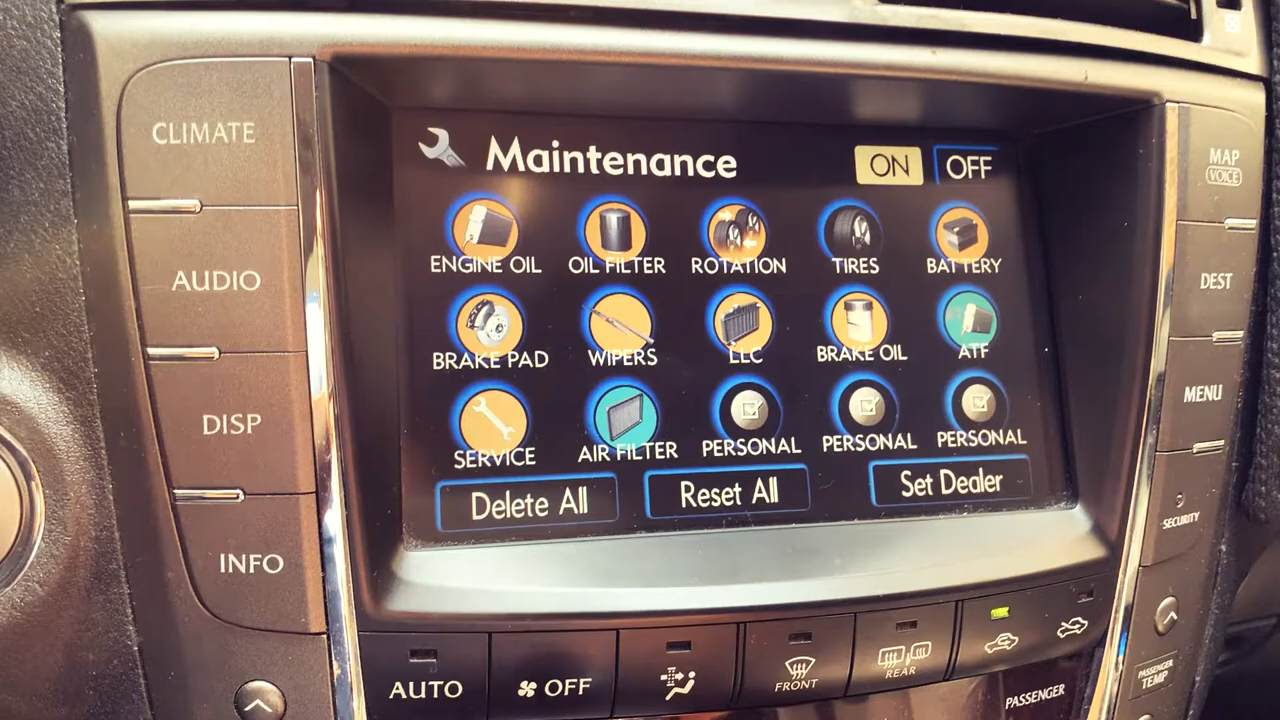 CLIMATE
AUDIO
DISP
INFO
Maintenance
ON
OFF
ENGINE OIL
OIL FILTER
ROTATION
TIRES
BATTERY
BRAKE PAD
WIPERS
LLC
BRAKE OIL
ATF
SERVICE
AIR FILTER
PERSONAL
PERSONAL
PERSONAL
Delete All
Reset All
Set Dealer
MAP
VOICE
DEST
MENU
SECURITY
AUTO
OFF
FRONT
REAR
PASSENGER
PASSENGER
TEMP